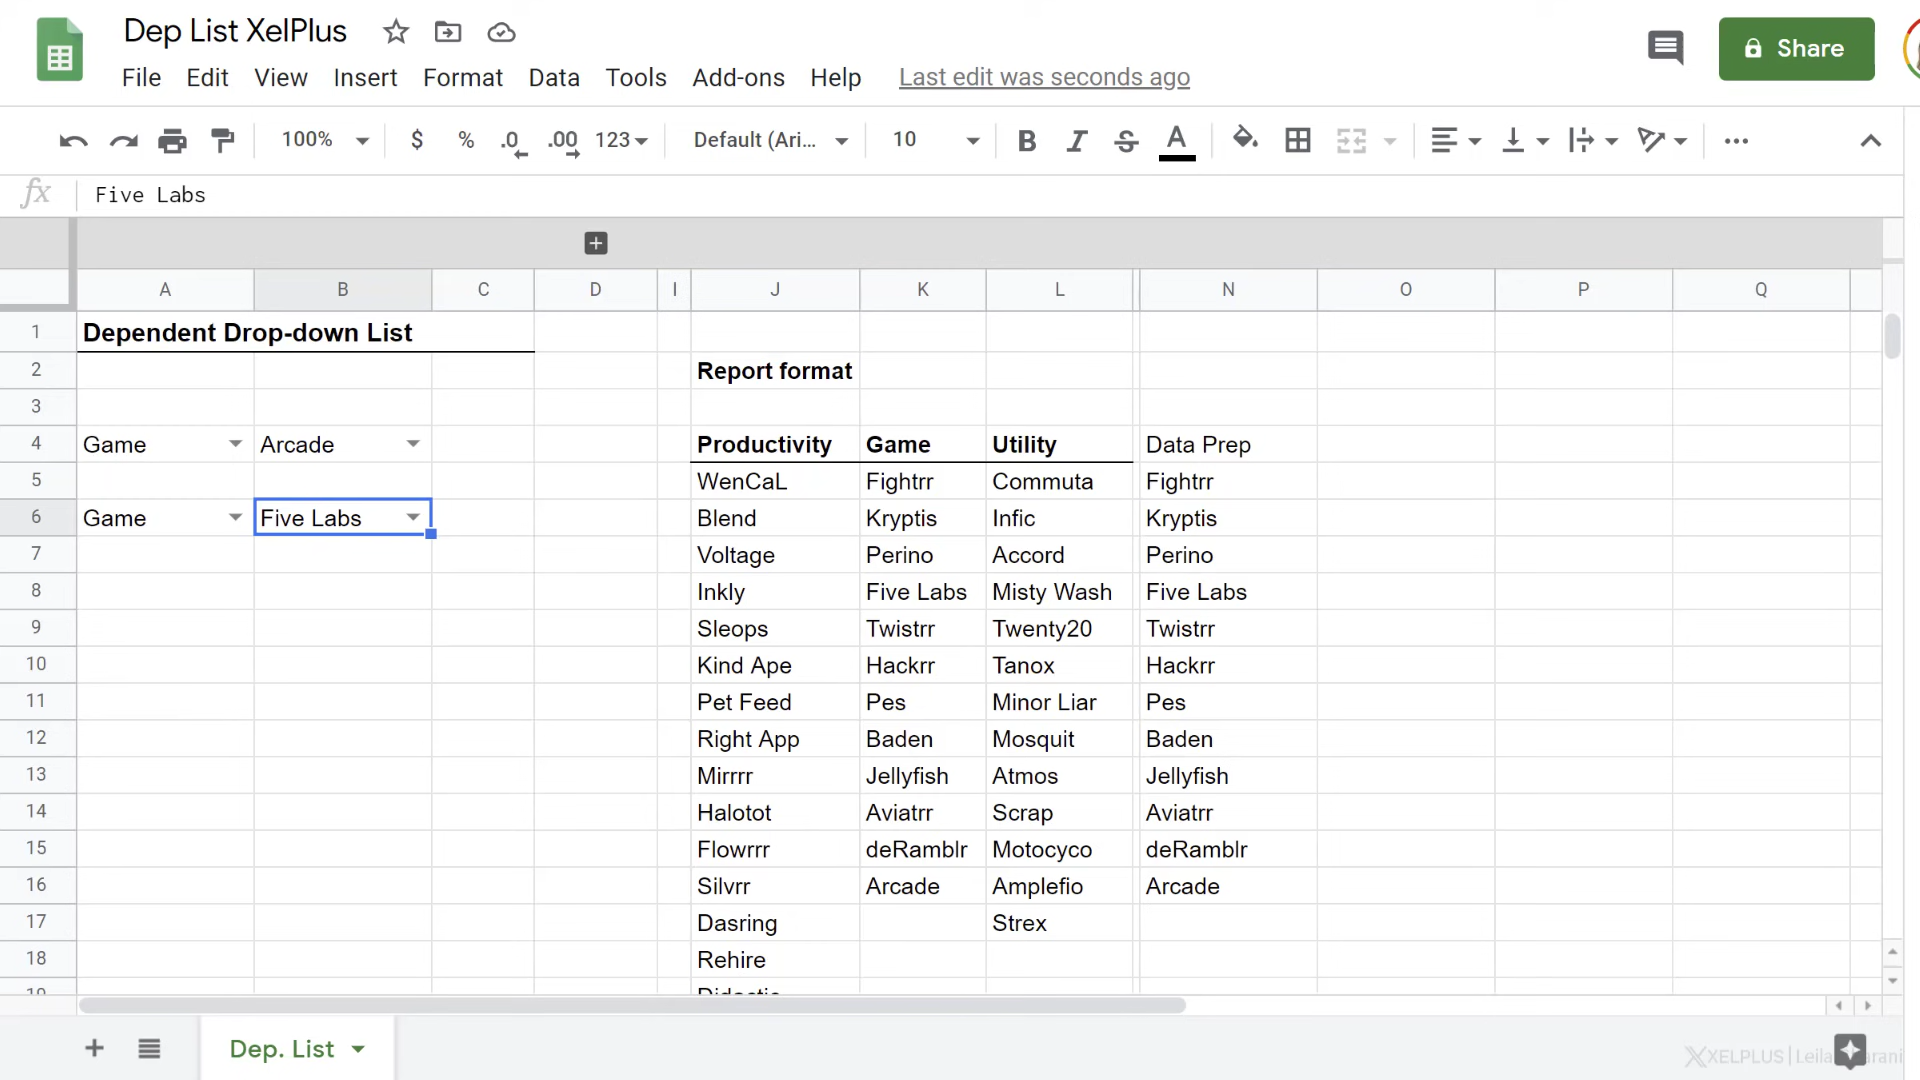 Dep List XelPlus
File Edit View Insert Format Data Tools Add-ons Help Last edit was seconds ago
Share
100% $ % .0 .00 123 Default (Ari... 10 B I S A
fx Five Labs
A B C D I J K L N O P Q
1 Dependent Drop-down List
2 Report format
3
4 Game Arcade Productivity Game Utility Data Prep
5 WenCaL Fightrr Commuta Fightrr
6 Game Five Labs Blend Kryptis Infic Kryptis
7 Voltage Perino Accord Perino
8 Inkly Five Labs Misty Wash Five Labs
9 Sleops Twistrr Twenty20 Twistrr
10 Kind Ape Hackrr Tanox Hackrr
11 Pet Feed Pes Minor Liar Pes
12 Right App Baden Mosquit Baden
13 Mirrrr Jellyfish Atmos Jellyfish
14 Halotot Aviatrr Scrap Aviatrr
15 Flowrrr deRamblr Motocyco deRamblr
16 Silvrr Arcade Amplefio Arcade
17 Dasring Strex
18 Rehire
19 Didactic
Dep. List
XELPLUS | Leila